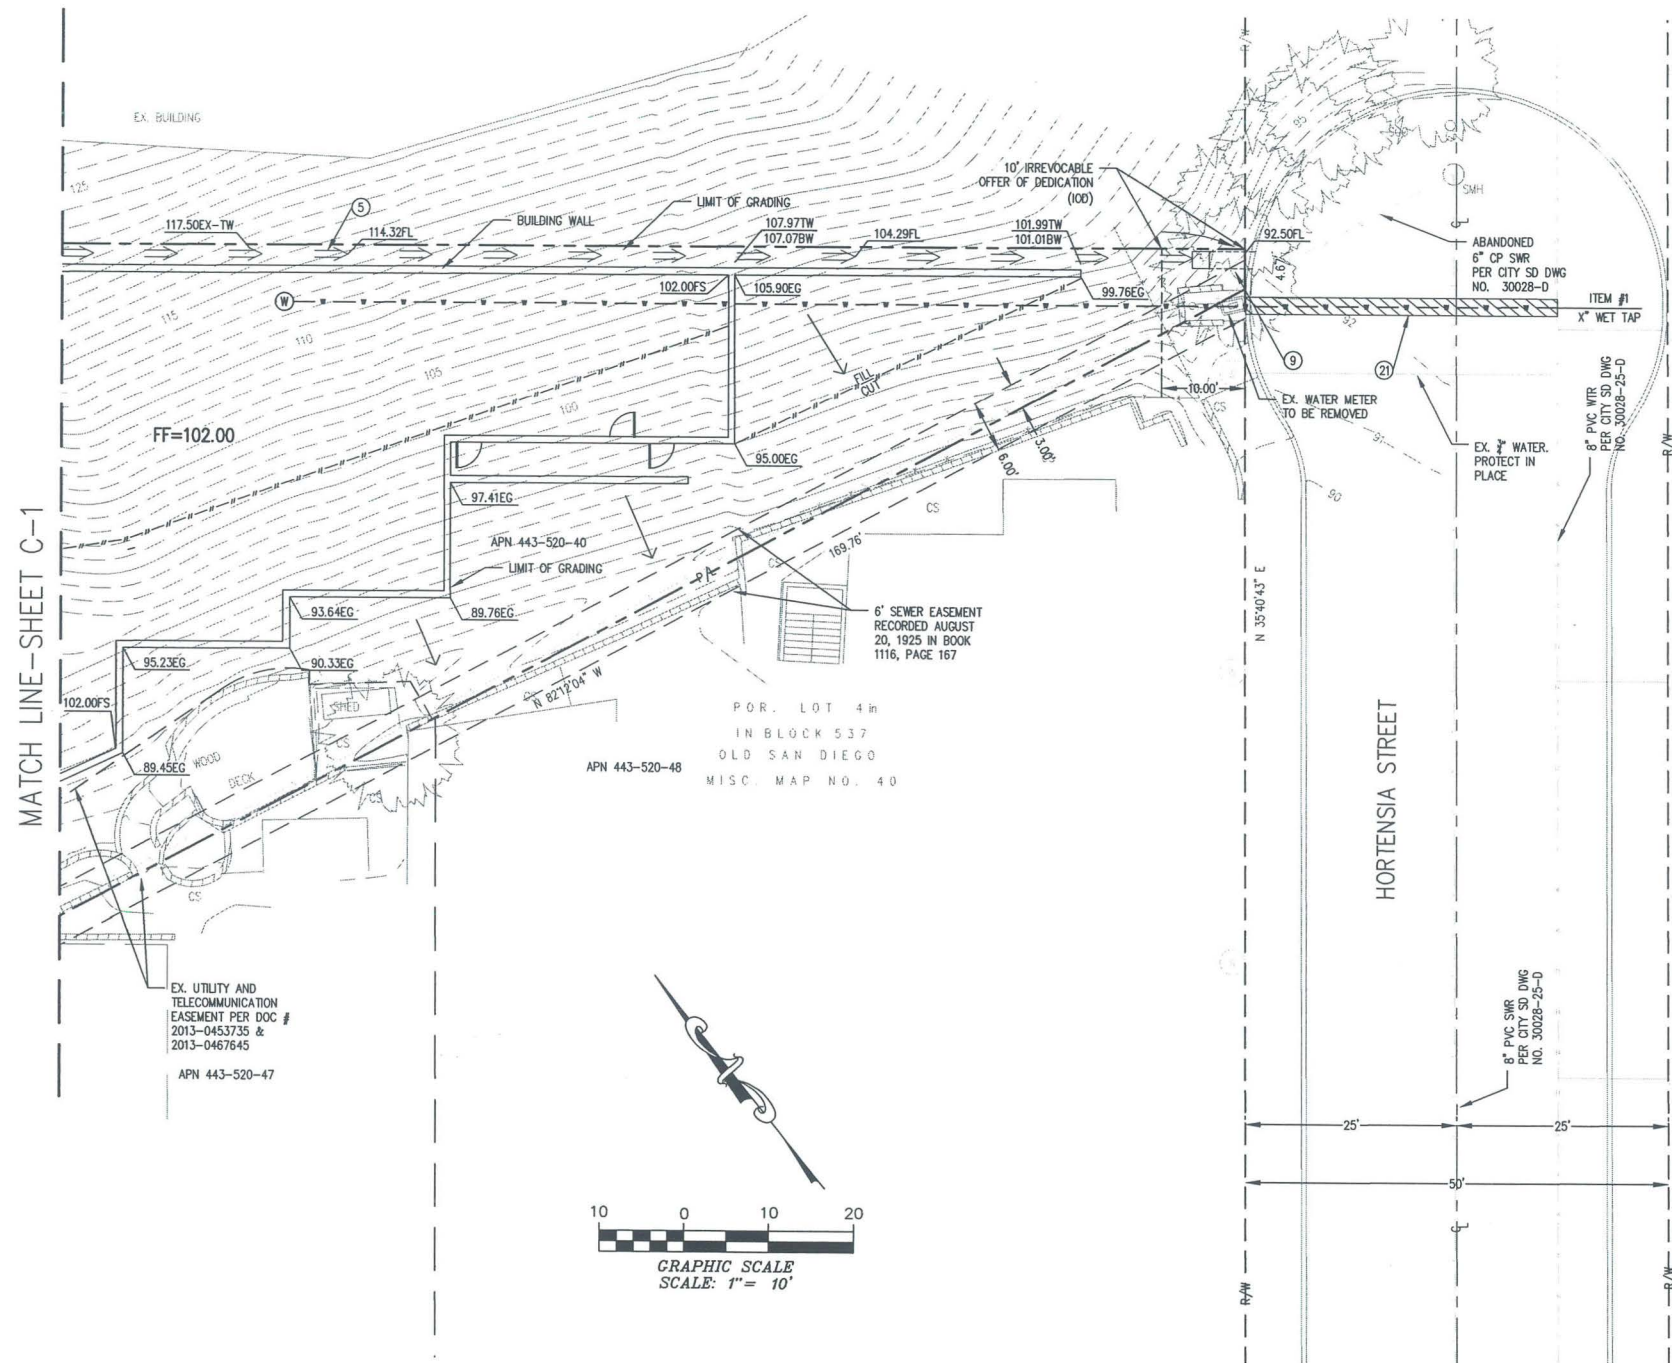 EX. BUILDING
125
117.50EX-TW
5
114.32FL
BUILDING WALL
LIMIT OF GRADING
107.97TW
107.07BW
104.29FL
101.99TW
101.01BW
10' IRREVOCABLE
OFFER OF DEDICATION
(IOD)
R/W
95
SMH
92.50FL
4.67'
ABANDONED
6" CP SWR
PER CITY SD DWG
NO. 30028-D
102.00FS
105.90EG
99.76EG
W
ITEM #1
X" WET TAP
115
110
105
100
92
9
21
FILL
CUT
10.00'
CS
EX. WATER METER
TO BE REMOVED
91
90
8" PVC WTR
PER CITY SD DWG
NO. 30028-25-D
R/W
EX. WATER.
PROTECT IN
PLACE
FF=102.00
95.00EG
3.00'
6.00'
97.41EG
CS
169.76'
APN 443-520-40
LIMIT OF GRADING
MATCH LINE-SHEET C-1
93.64EG
89.76EG
6' SEWER EASEMENT
RECORDED AUGUST
20, 1925 IN BOOK
1116, PAGE 167
N 35°40'43" E
95.23EG
90.33EG
N 82°12'04" W
102.00FS
SHED
CS
WOOD
DECK
89.45EG
CS
CS
APN 443-520-48
POR. LOT 4 in
IN BLOCK 537
OLD SAN DIEGO
MISC. MAP NO. 40
HORTENSIA STREET
EX. UTILITY AND
TELECOMMUNICATION
EASEMENT PER DOC #
2013-0453735 &
2013-0467645
APN 443-520-47
8" PVC SWR
PER CITY SD DWG
NO. 30028-25-D
25'
25'
50'
10 0 10 20
GRAPHIC SCALE
SCALE: 1"= 10'
R/W
R/W